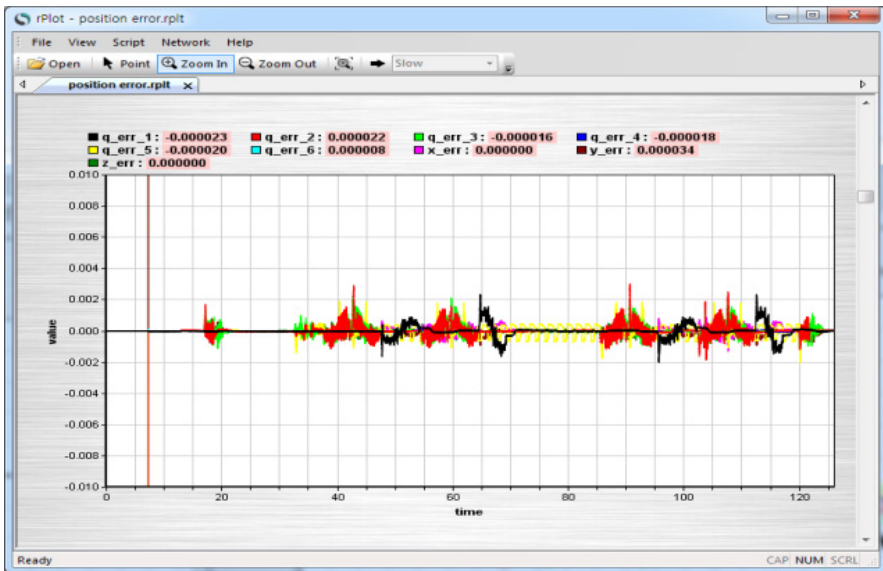 rPlot - position error.rplt
File View Script Network Help
Open Point Zoom In Zoom Out Slow
position error.rplt x
q_err_1 : -0.000023 q_err_2 : 0.000022 q_err_3 : -0.000016 q_err_4 : -0.000018
q_err_5 : -0.000020 q_err_6 : 0.000008 x_err : 0.000000 y_err : 0.000034
z_err : 0.000000
0.010
0.008
0.006
0.004
0.002
0.000
-0.002
-0.004
-0.006
-0.008
-0.010
value
0 20 40 60 80 100 120
time
Ready CAP NUM SCRL